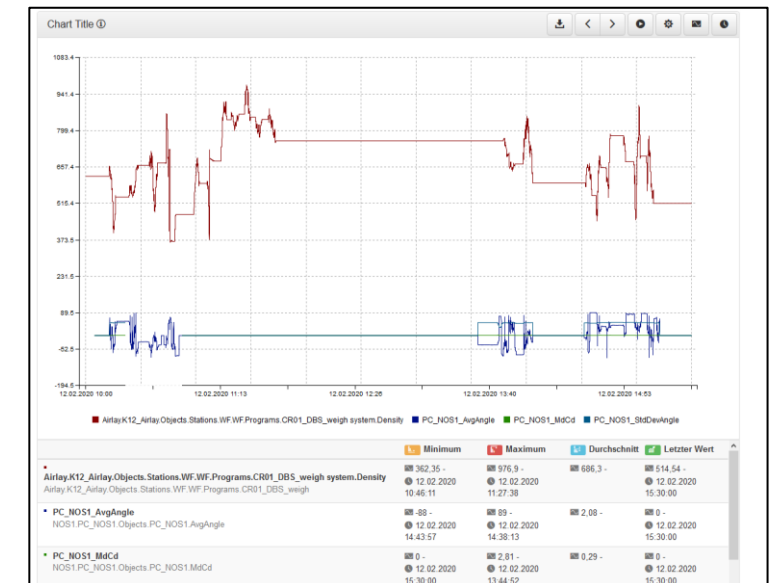 Chart Title
1083.4
941.4
799.4
657.4
515.4
373.4
231.5
89.5
-52.5
-194.5
12.02.2020 10:00 12.02.2020 11:13 12.02.2020 12:26 12.02.2020 13:40 12.02.2020 14:53
Airlay.K12_Airlay.Objects.Stations.WF.WF.Programs.CR01_DBS_weigh system.Density PC_NOS1_AvgAngle PC_NOS1_MdCd PC_NOS1_StdDevAngle
Minimum Maximum Durchschnitt Letzter Wert
Airlay.K12_Airlay.Objects.Stations.WF.WF.Programs.CR01_DBS_weigh system.Density
Airlay.K12_Airlay.Objects.Stations.WF.WF.Programs.CR01_DBS_weigh
362,35 - 976,9 - 686,3 - 514,54 -
12.02.2020 12.02.2020 12.02.2020
10:46:11 11:27:38 15:30:00
PC_NOS1_AvgAngle
NOS1.PC_NOS1.Objects.PC_NOS1.AvgAngle
-88 - 89 - 2,08 - 0 -
12.02.2020 12.02.2020 12.02.2020
14:43:57 14:38:13 15:30:00
PC_NOS1_MdCd
NOS1.PC_NOS1.Objects.PC_NOS1.MdCd
0 - 2,81 - 0,29 - 0 -
12.02.2020 12.02.2020 12.02.2020
15:30:00 13:44:52 15:30:00